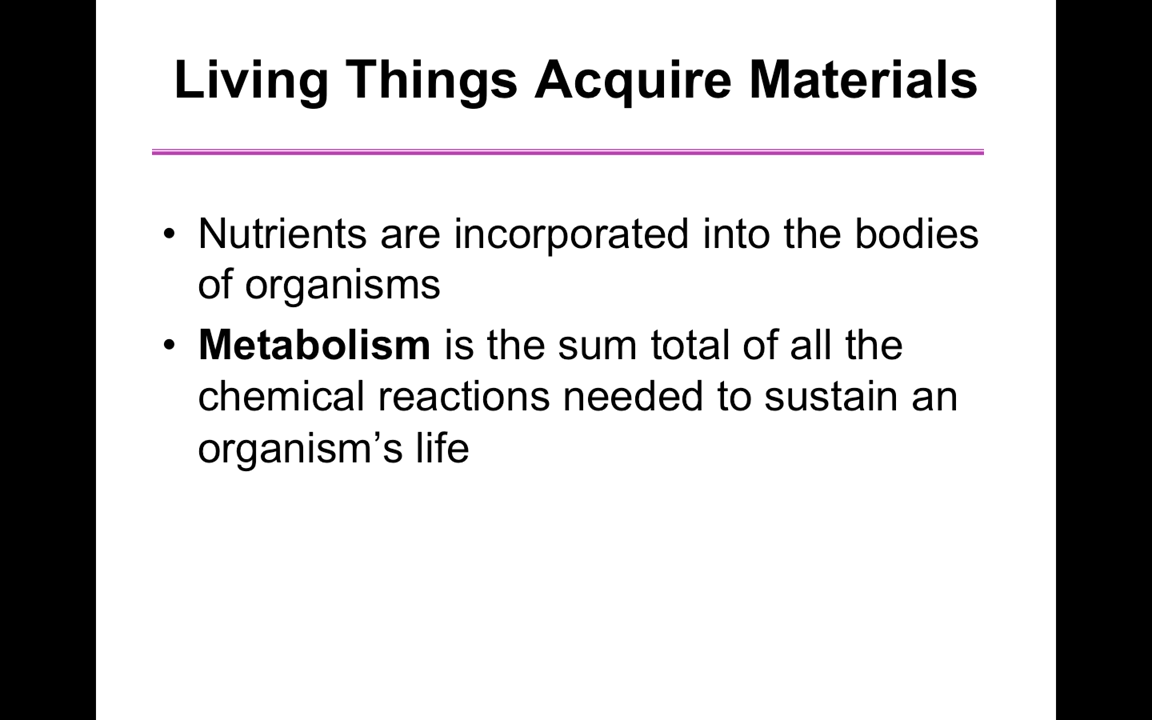 Living Things Acquire Materials
• Nutrients are incorporated into the bodies
of organisms
• Metabolism is the sum total of all the
chemical reactions needed to sustain an
organism’s life